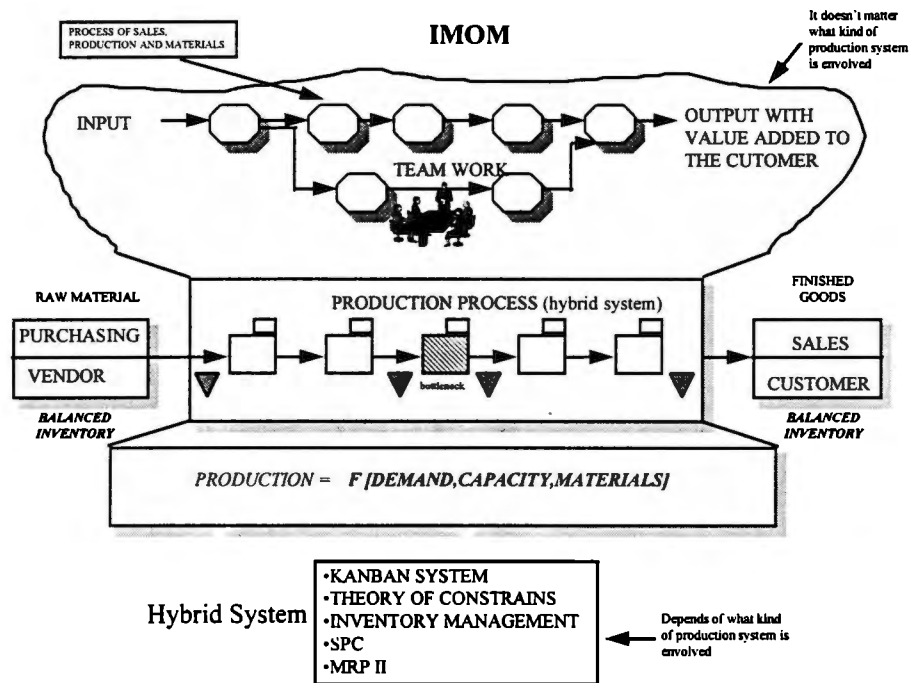 PROCESS OF SALES,
PRODUCTION AND MATERIALS
IMOM
It doesn't matter
what kind of
production system
is envolved
INPUT
OUTPUT WITH
VALUE ADDED TO
THE CUTOMER
TEAM WORK
RAW MATERIAL
PURCHASING
VENDOR
BALANCED
INVENTORY
PRODUCTION PROCESS (hybrid system)
bottleneck
FINISHED
GOODS
SALES
CUSTOMER
BALANCED
INVENTORY
PRODUCTION = F [DEMAND,CAPACITY,MATERIALS]
Hybrid System
•KANBAN SYSTEM
•THEORY OF CONSTRAINS
•INVENTORY MANAGEMENT
•SPC
•MRP II
Depends of what kind
of production system is
envolved